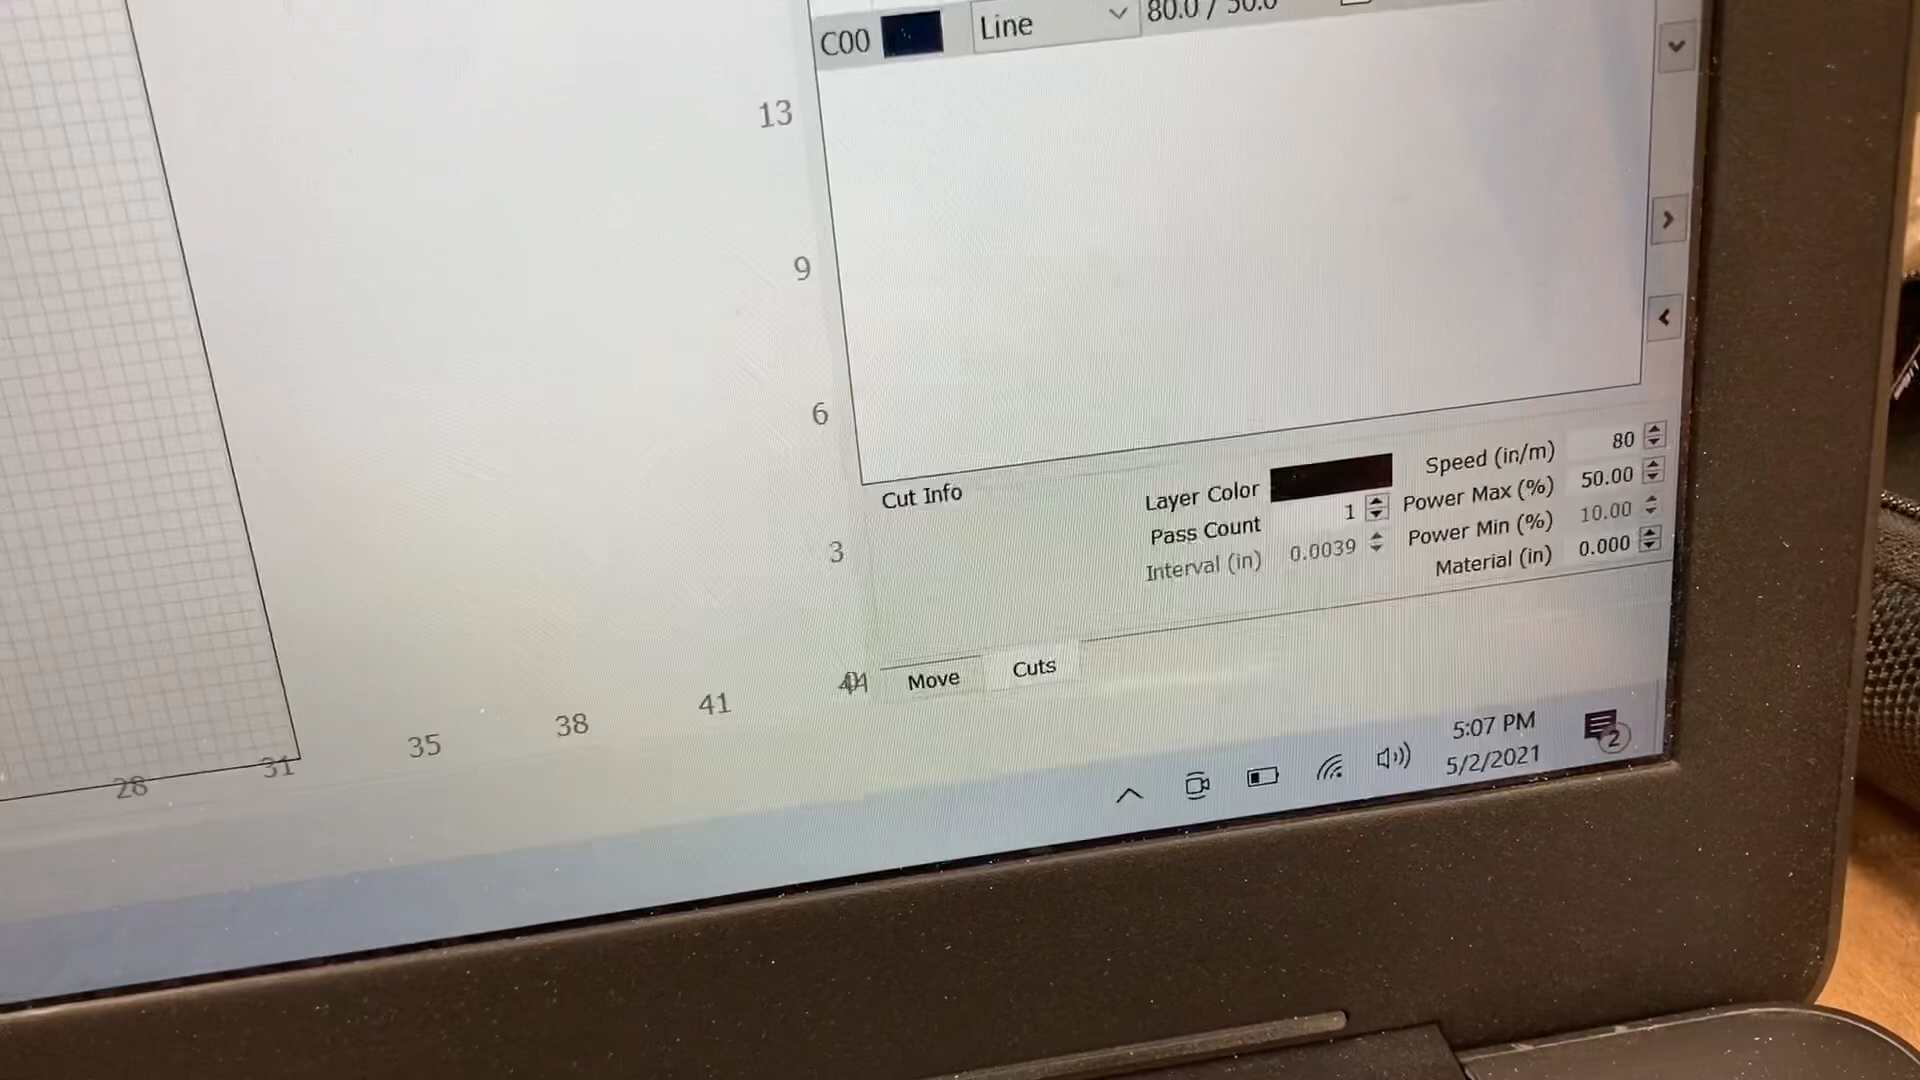 C00 Line 80.0 / 50.0
13
9
6
3
Cut Info
Layer Color
Pass Count 1
Interval (in) 0.0039
Speed (in/m) 80
Power Max (%) 50.00
Power Min (%) 10.00
Material (in) 0.000
28 31 35 38 41
Move Cuts
5:07 PM
5/2/2021
2